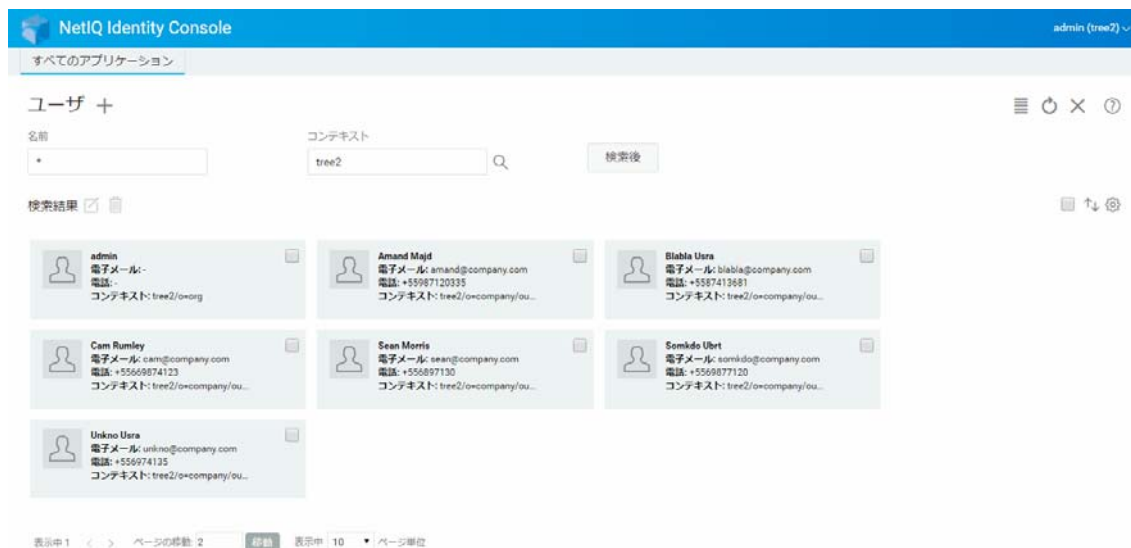 NetIQ Identity Console
admin (tree2)
すべてのアプリケーション
ユーザ +
名前
コンテキスト
*
tree2
検索後
検索結果
admin
電子メール: -
電話: -
コンテキスト: tree2/o=org
Amand Majd
電子メール: amand@company.com
電話: +55987120335
コンテキスト: tree2/o=company/ou...
Blabla Usra
電子メール: blabla@company.com
電話: +5587413681
コンテキスト: tree2/o=company/ou...
Cam Rumley
電子メール: cam@company.com
電話: +55669874123
コンテキスト: tree2/o=company/ou...
Sean Morris
電子メール: sean@company.com
電話: +556897130
コンテキスト: tree2/o=company/ou...
Somkdo Ubrt
電子メール: somkdo@company.com
電話: +5569877120
コンテキスト: tree2/o=company/ou...
Unkno Usra
電子メール: unkno@company.com
電話: +556974135
コンテキスト: tree2/o=company/ou...
表示中 1 < > ページの移動: 2 移動 表示中 10 ページ単位